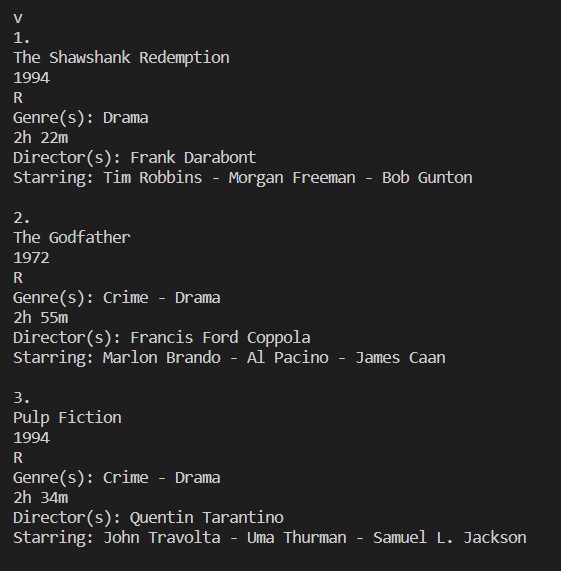 v
1.
The Shawshank Redemption
1994
R
Genre(s): Drama
2h 22m
Director(s): Frank Darabont
Starring: Tim Robbins - Morgan Freeman - Bob Gunton
2.
The Godfather
1972
R
Genre(s): Crime - Drama
2h 55m
Director(s): Francis Ford Coppola
Starring: Marlon Brando - Al Pacino - James Caan
3.
Pulp Fiction
1994
R
Genre(s): Crime - Drama
2h 34m
Director(s): Quentin Tarantino
Starring: John Travolta - Uma Thurman - Samuel L. Jackson